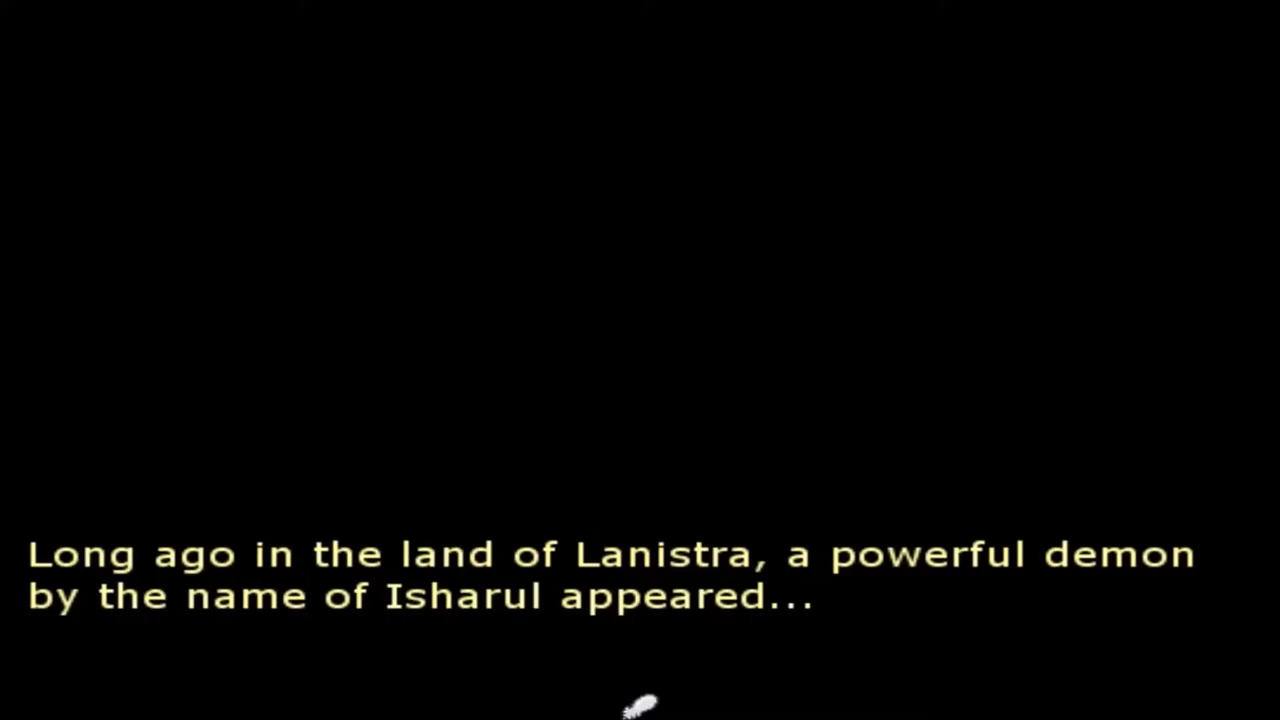 Long ago in the land of Lanistra, a powerful demon
by the name of Isharul appeared...